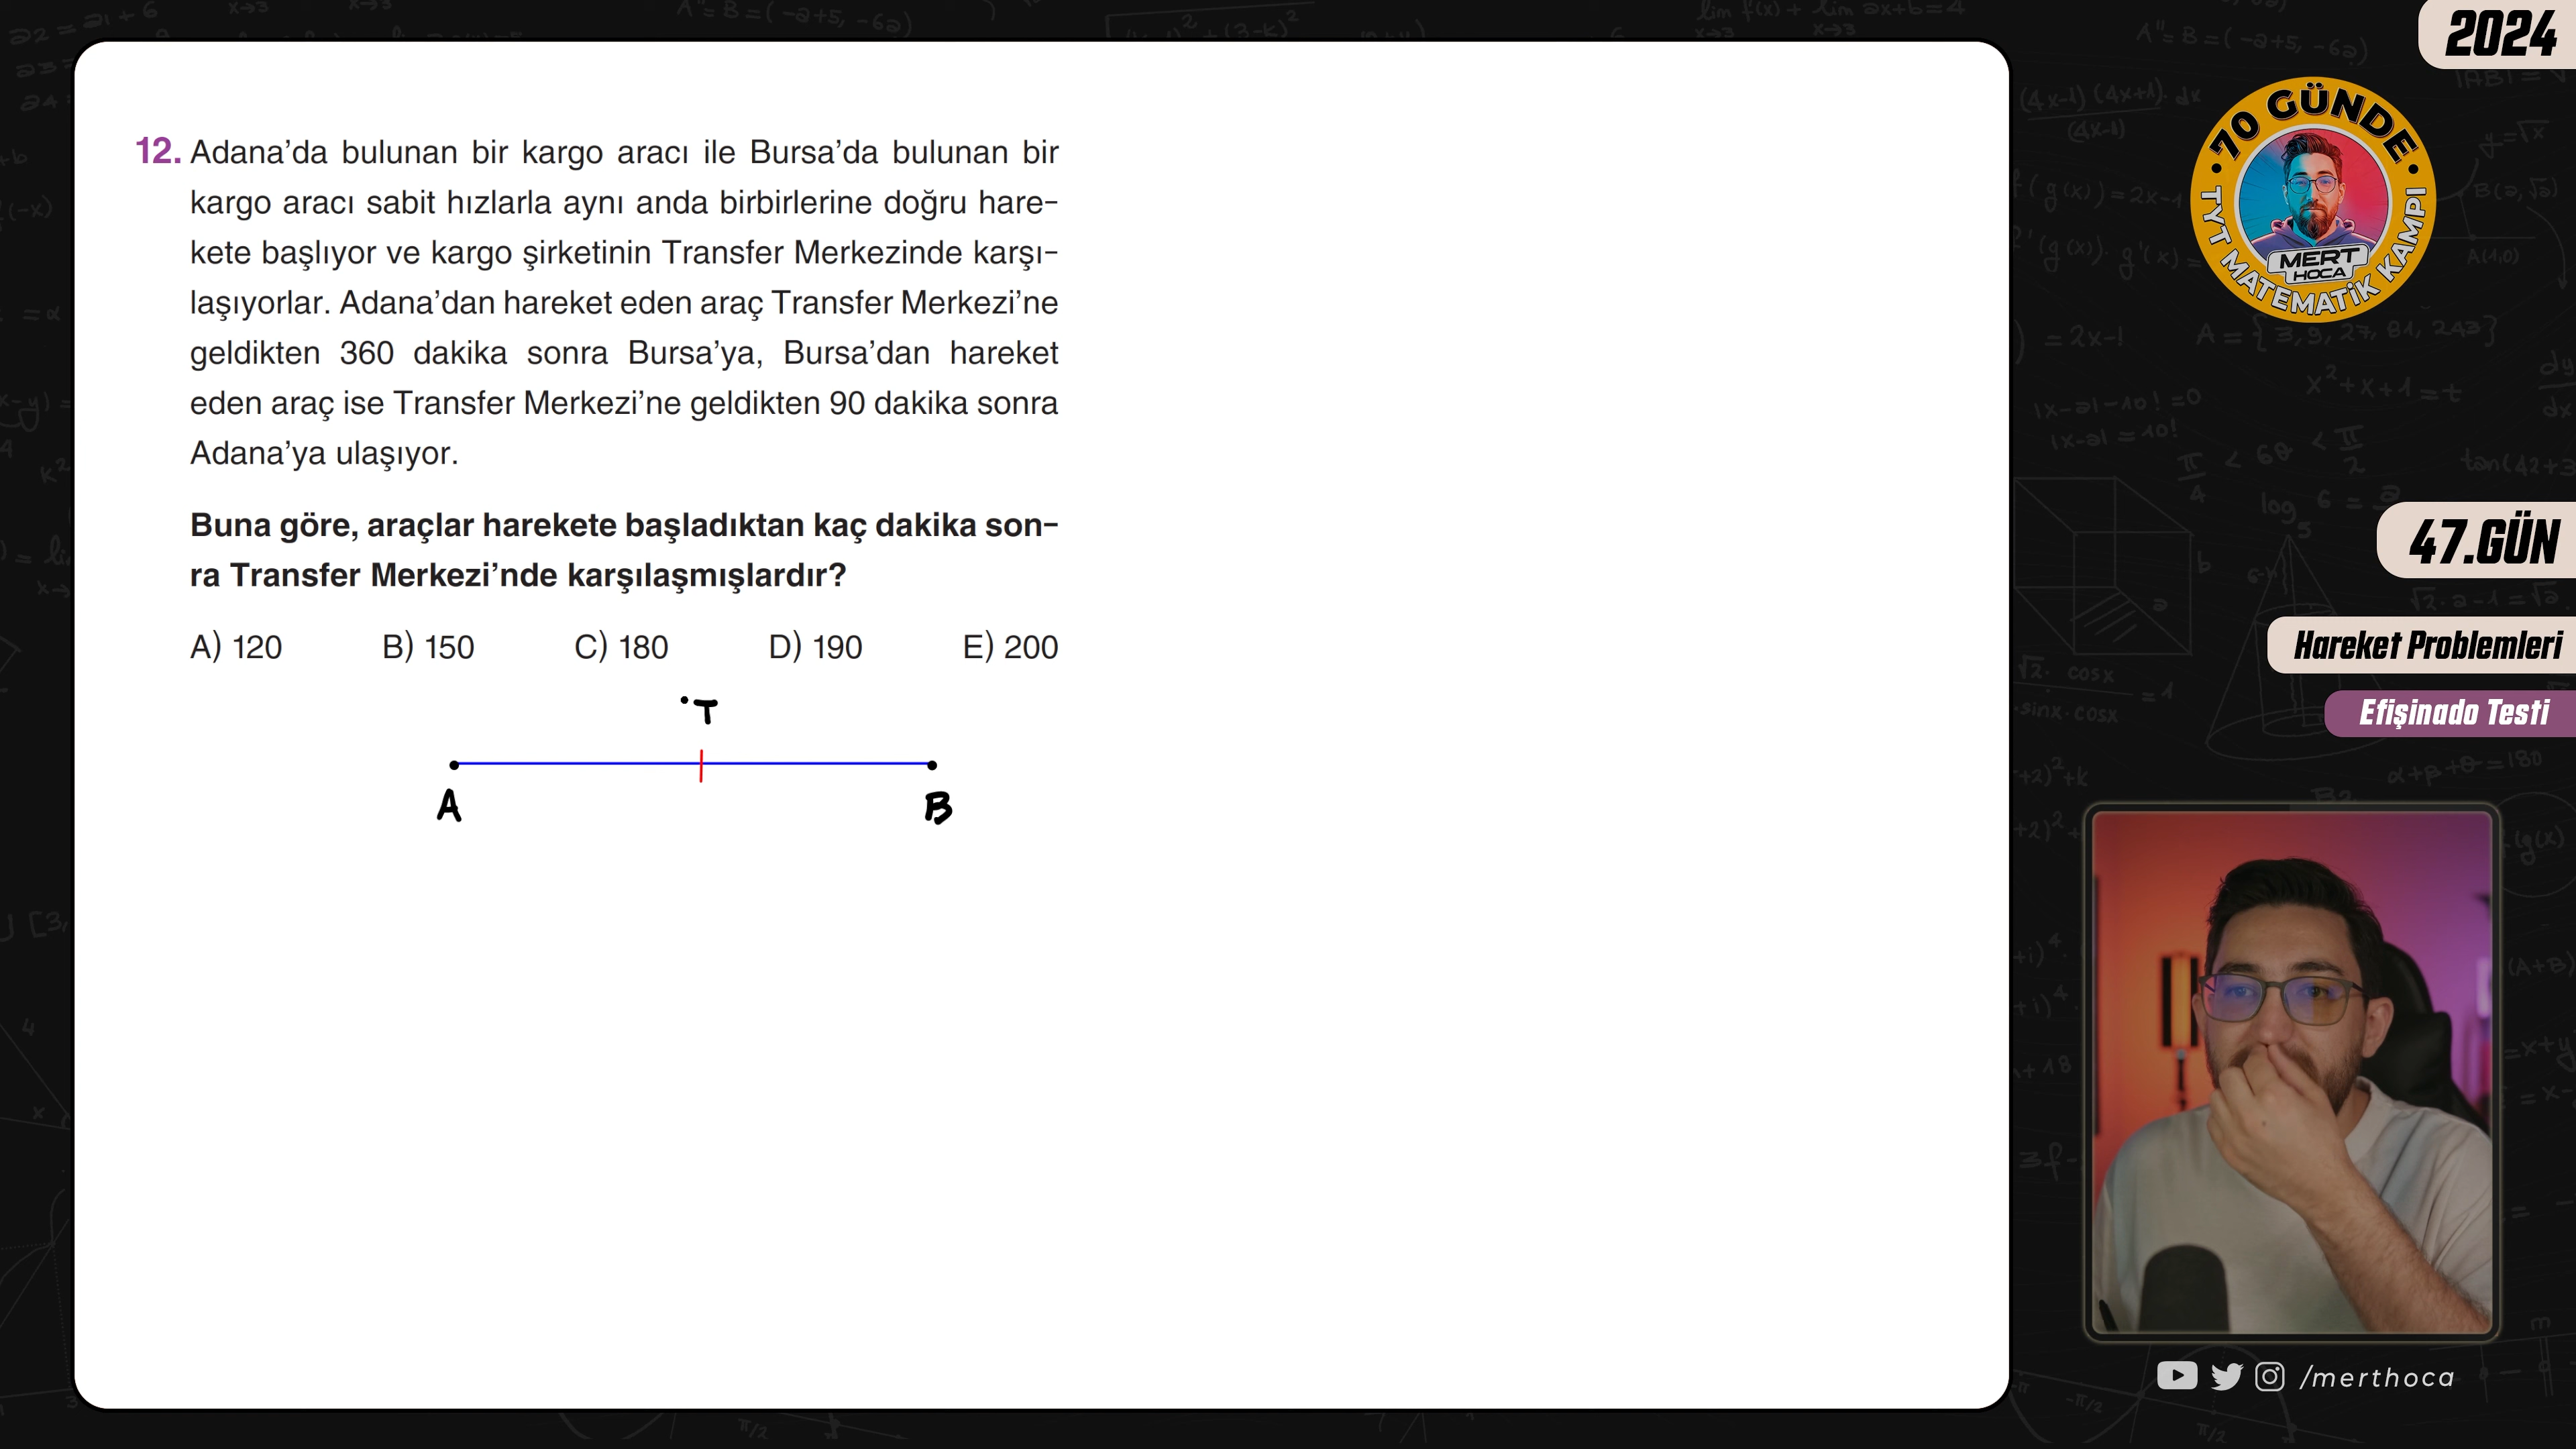 2024
·70 GÜNDE·
TYT MATEMATİK KAMPI
MERT
HOCA
12. Adana'da bulunan bir kargo aracı ile Bursa'da bulunan bir
kargo aracı sabit hızlarla aynı anda birbirlerine doğru hare-
kete başlıyor ve kargo şirketinin Transfer Merkezinde karşı-
laşıyorlar. Adana'dan hareket eden araç Transfer Merkezi'ne
geldikten 360 dakika sonra Bursa'ya, Bursa'dan hareket
eden araç ise Transfer Merkezi'ne geldikten 90 dakika sonra
Adana'ya ulaşıyor.
Buna göre, araçlar harekete başladıktan kaç dakika son-
ra Transfer Merkezi'nde karşılaşmışlardır?
A) 120 B) 150 C) 180 D) 190 E) 200
T
A B
47.GÜN
Hareket Problemleri
Efişinado Testi
/merthoca